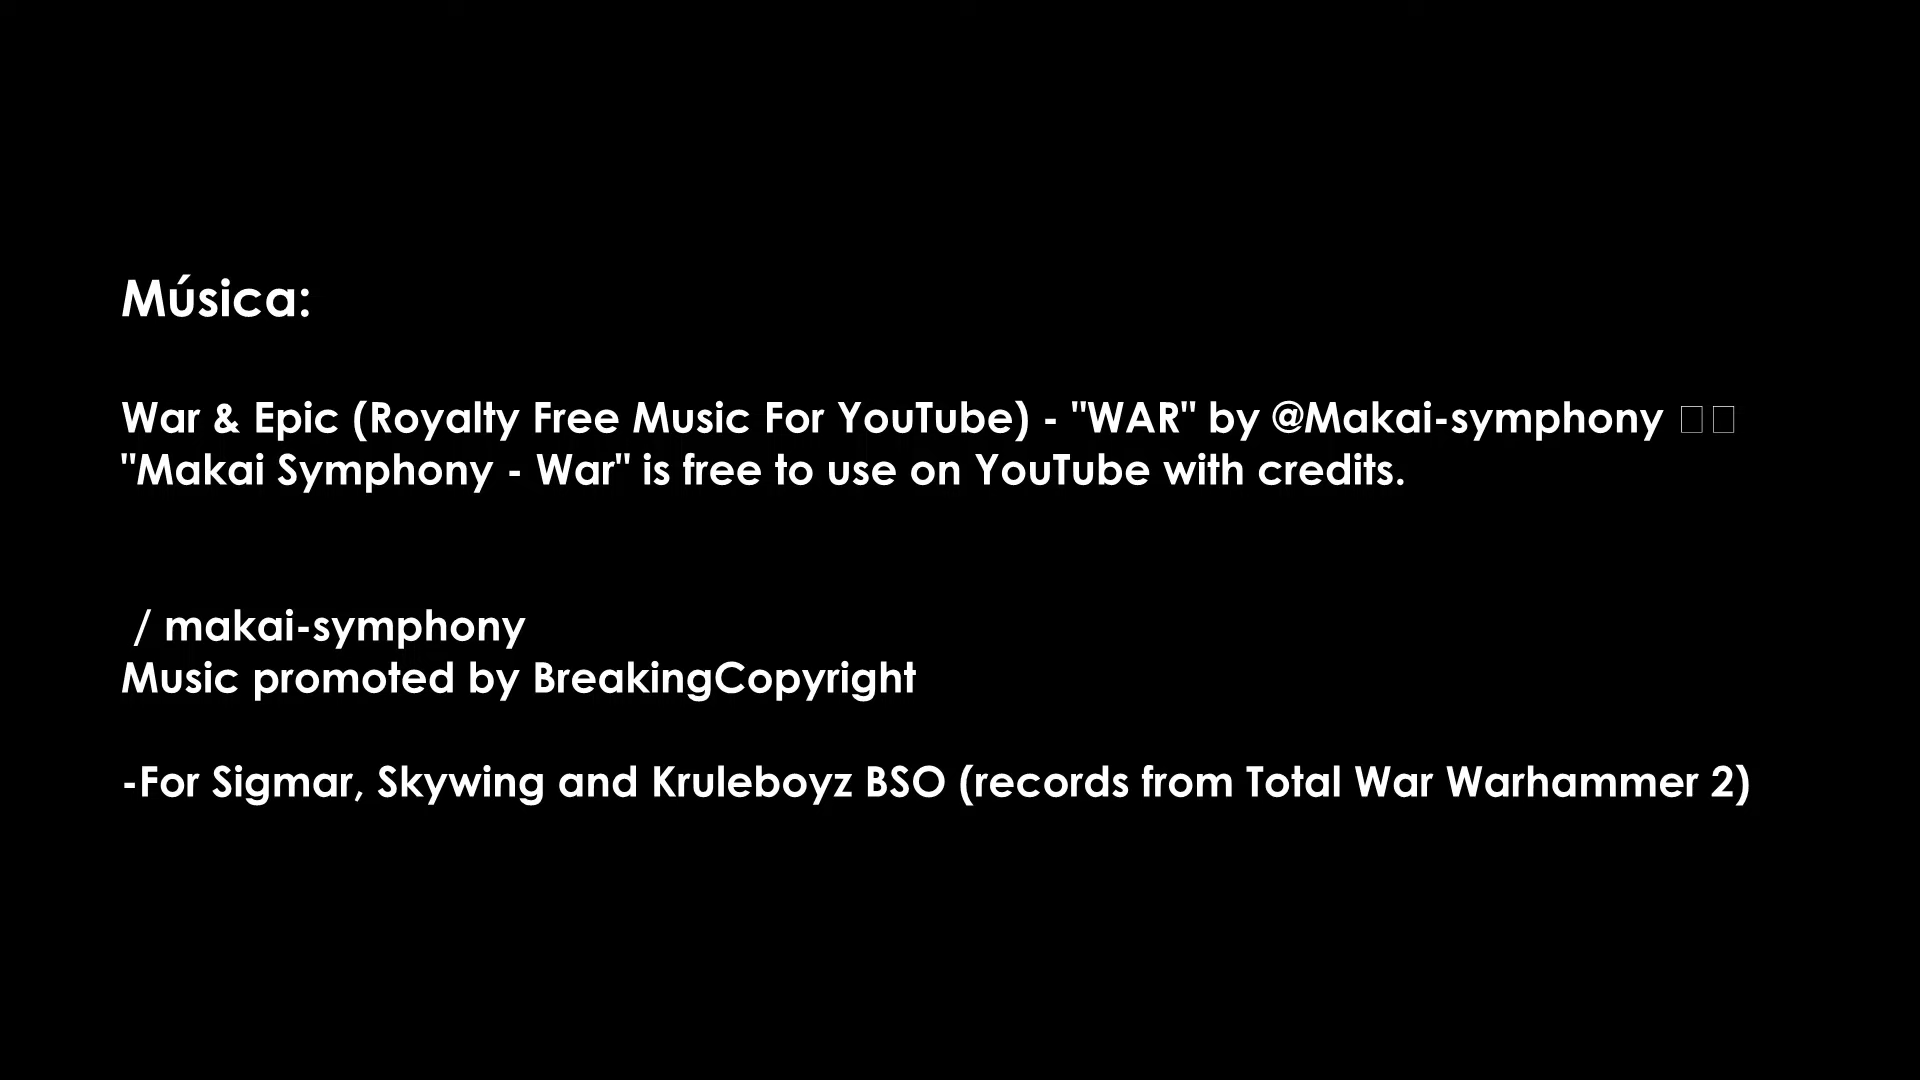 Música:
War & Epic (Royalty Free Music For YouTube) - "WAR" by @Makai-symphony □□
"Makai Symphony - War" is free to use on YouTube with credits.
/ makai-symphony
Music promoted by BreakingCopyright
-For Sigmar, Skywing and Kruleboyz BSO (records from Total War Warhammer 2)